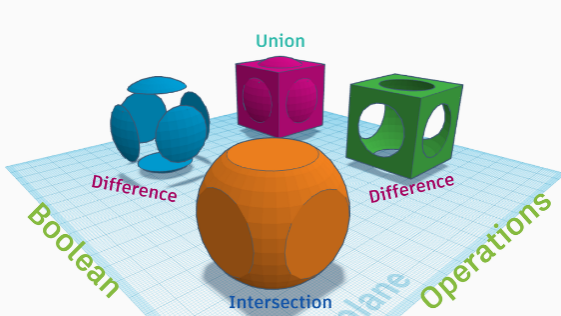 Union
Difference
Difference
Boolean
Operations
Intersection